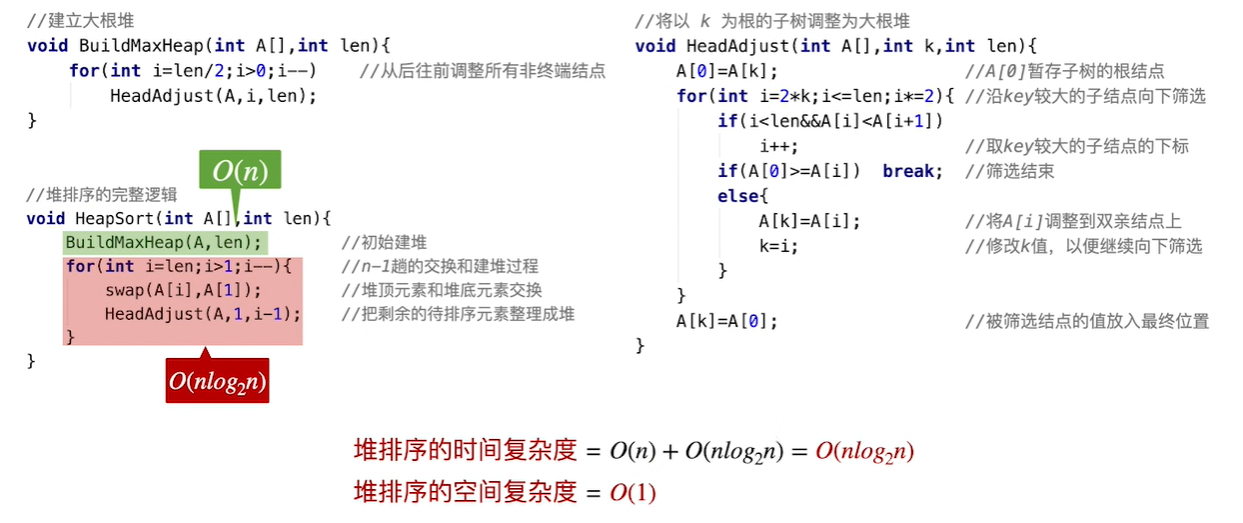 //建立大根堆
void BuildMaxHeap(int A[],int len){
for(int i=len/2;i>0;i--) //从后往前调整所有非终端结点
HeadAdjust(A,i,len);
}
O(n)
//堆排序的完整逻辑
void HeapSort(int A[],int len){
BuildMaxHeap(A,len); //初始建堆
for(int i=len;i>1;i--){ //n-1趟的交换和建堆过程
swap(A[i],A[1]); //堆顶元素和堆底元素交换
HeadAdjust(A,1,i-1); //把剩余的待排序元素整理成堆
}
}
O(nlog₂n)
//将以 k 为根的子树调整为大根堆
void HeadAdjust(int A[],int k,int len){
A[0]=A[k]; //A[0]暂存子树的根结点
for(int i=2*k;i<=len;i*=2){ //沿key较大的子结点向下筛选
if(i<len&&A[i]<A[i+1])
i++; //取key较大的子结点的下标
if(A[0]>=A[i]) break; //筛选结束
else{
A[k]=A[i]; //将A[i]调整到双亲结点上
k=i; //修改k值，以便继续向下筛选
}
}
A[k]=A[0]; //被筛选结点的值放入最终位置
}
堆排序的时间复杂度 = O(n) + O(nlog₂n) = O(nlog₂n)
堆排序的空间复杂度 = O(1)